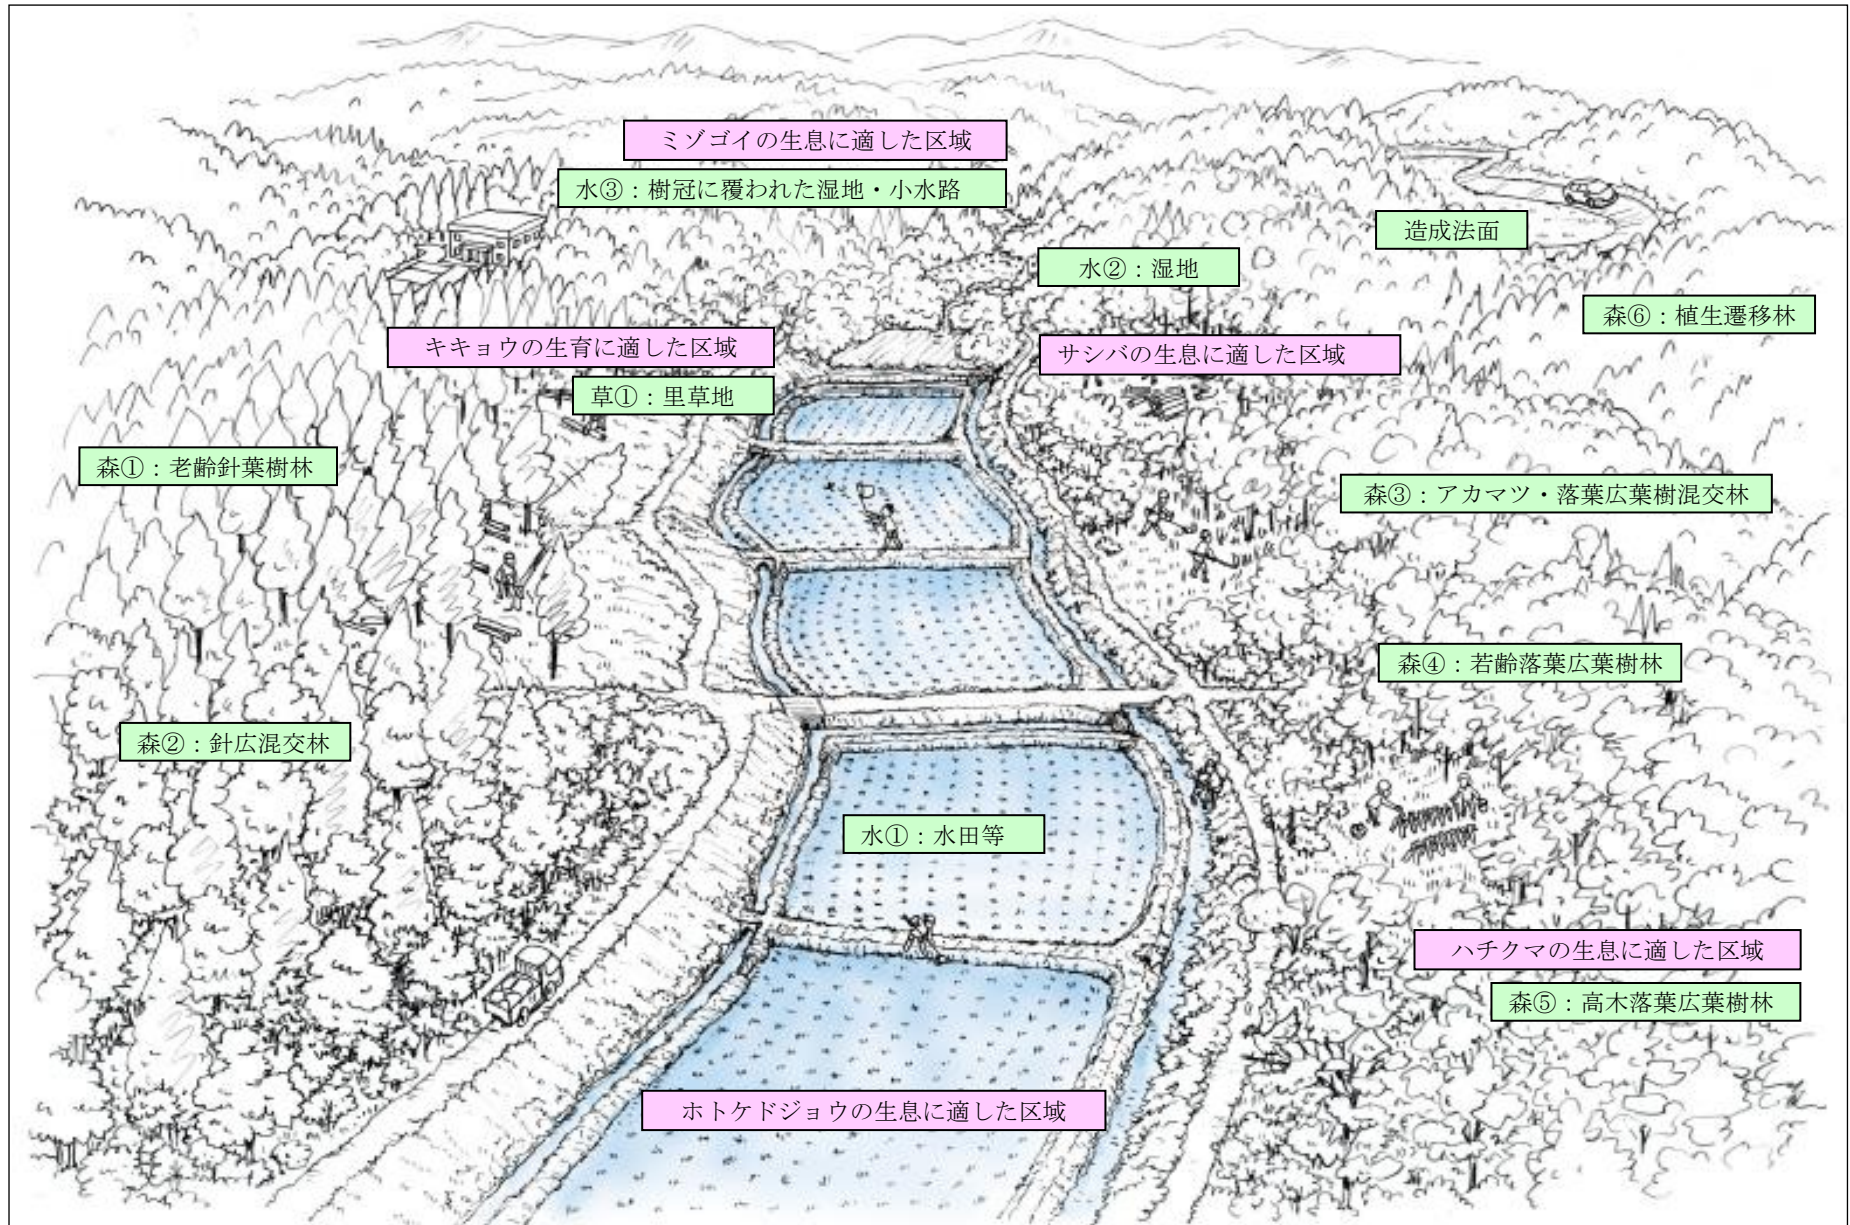 ミゾゴイの生息に適した区域
水③：樹冠に覆われた湿地・小水路
造成法面
水②：湿地
森⑥：植生遷移林
キキョウの生育に適した区域
サシバの生息に適した区域
草①：里草地
森①：老齢針葉樹林
森③：アカマツ・落葉広葉樹混交林
森④：若齢落葉広葉樹林
森②：針広混交林
水①：水田等
ハチクマの生息に適した区域
森⑤：高木落葉広葉樹林
ホトケドジョウの生息に適した区域